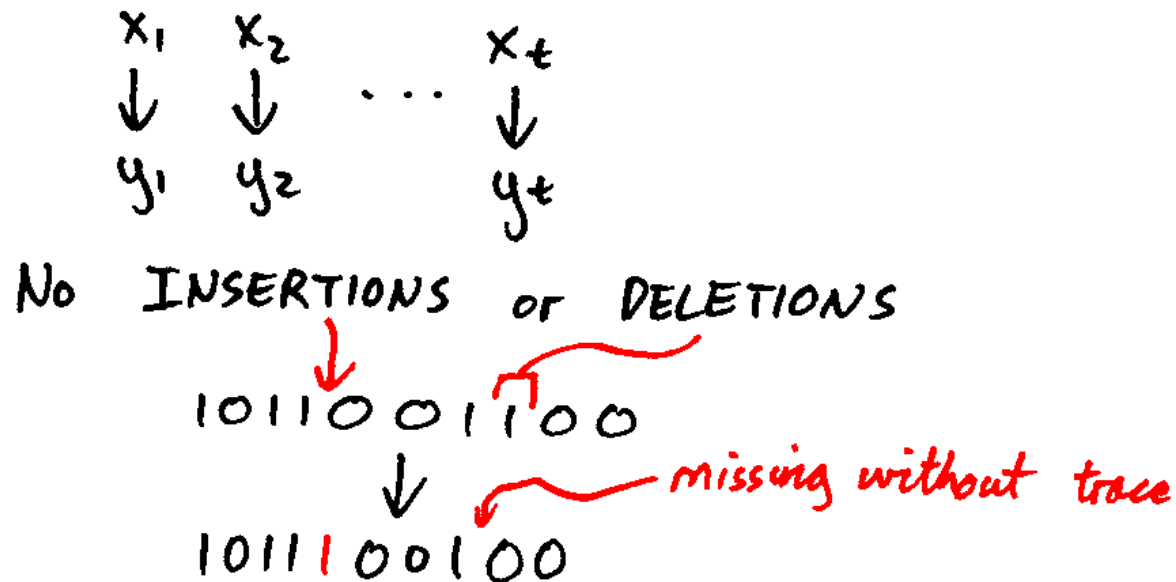 x₁ x₂ ... xₜ
↓ ↓ ↓
y₁ y₂ yₜ
No INSERTIONS or DELETIONS
1011001100
↓ missing without trace
1011100100